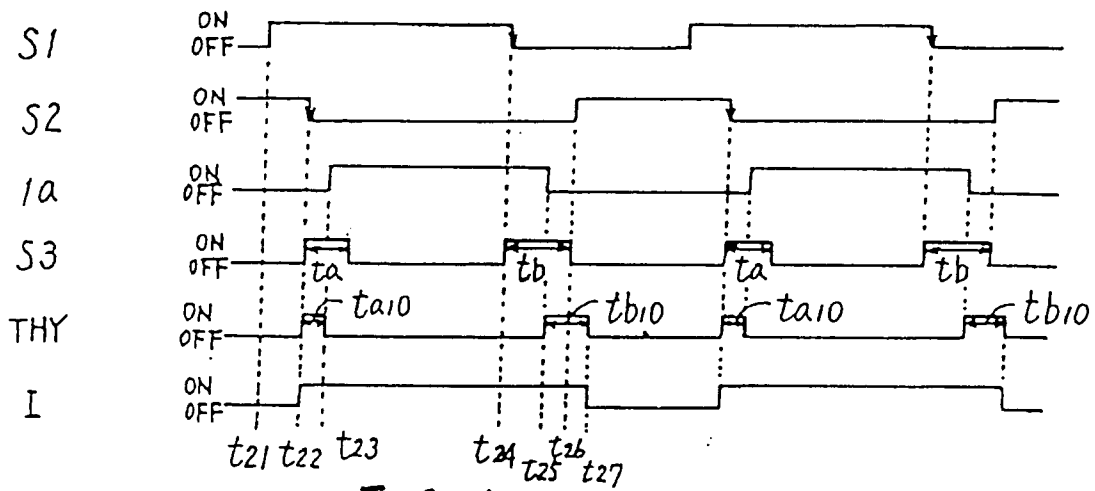 S1 ON
OFF
S2 ON
OFF
1a ON
OFF
S3 ON
OFF
ta tb ta tb
THY ON
OFF
ta10 tb10 ta10 tb10
I ON
OFF
t21 t22 t23 t24 t25 t26 t27